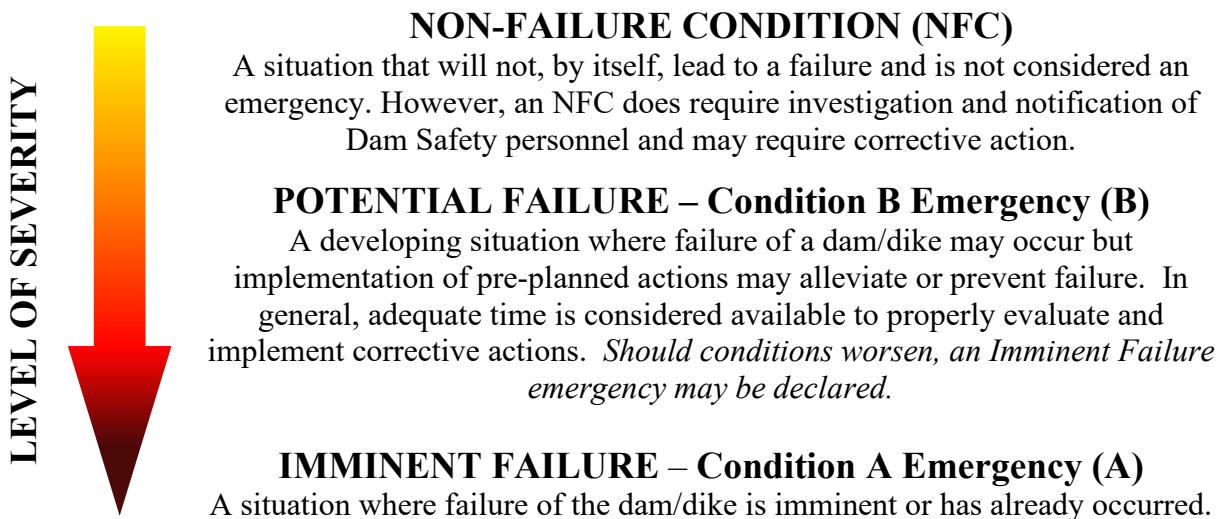 LEVEL OF SEVERITY
NON-FAILURE CONDITION (NFC)
A situation that will not, by itself, lead to a failure and is not considered an
emergency. However, an NFC does require investigation and notification of
Dam Safety personnel and may require corrective action.
POTENTIAL FAILURE – Condition B Emergency (B)
A developing situation where failure of a dam/dike may occur but
implementation of pre-planned actions may alleviate or prevent failure.  In
general, adequate time is considered available to properly evaluate and
implement corrective actions.  Should conditions worsen, an Imminent Failure
emergency may be declared.
IMMINENT FAILURE – Condition A Emergency (A)
A situation where failure of the dam/dike is imminent or has already occurred.